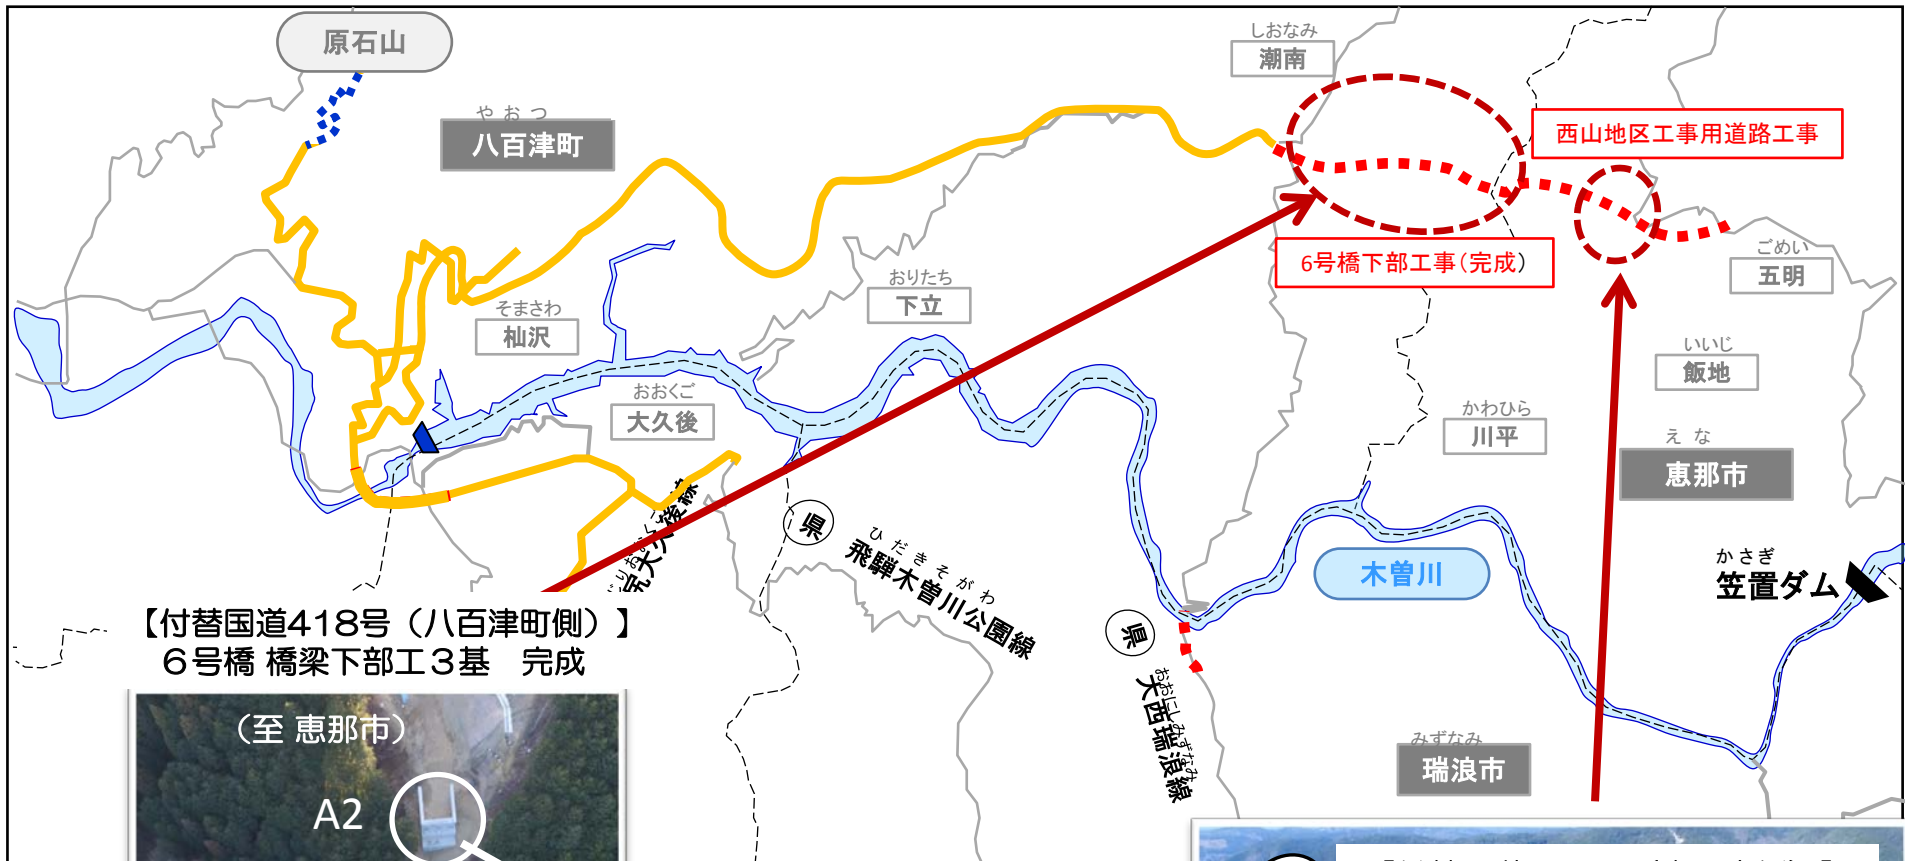 原石山
しおなみ
潮南
やおつ
八百津町
西山地区工事用道路工事
6号橋下部工事(完成)
ごめい
五明
おりたち
下立
そまさわ
杣沢
いいじ
飯地
おおくご
大久後
かわひら
川平
えな
恵那市
県
ひだきそがわ
飛騨木曽川公園線
木曽川
かさぎ
笠置ダム
県
おおにしみずなみ
大西瑞浪線
【付替国道418号(八百津町側)】
6号橋 橋梁下部工3基 完成
(至 恵那市)
A2
みずなみ
瑞浪市